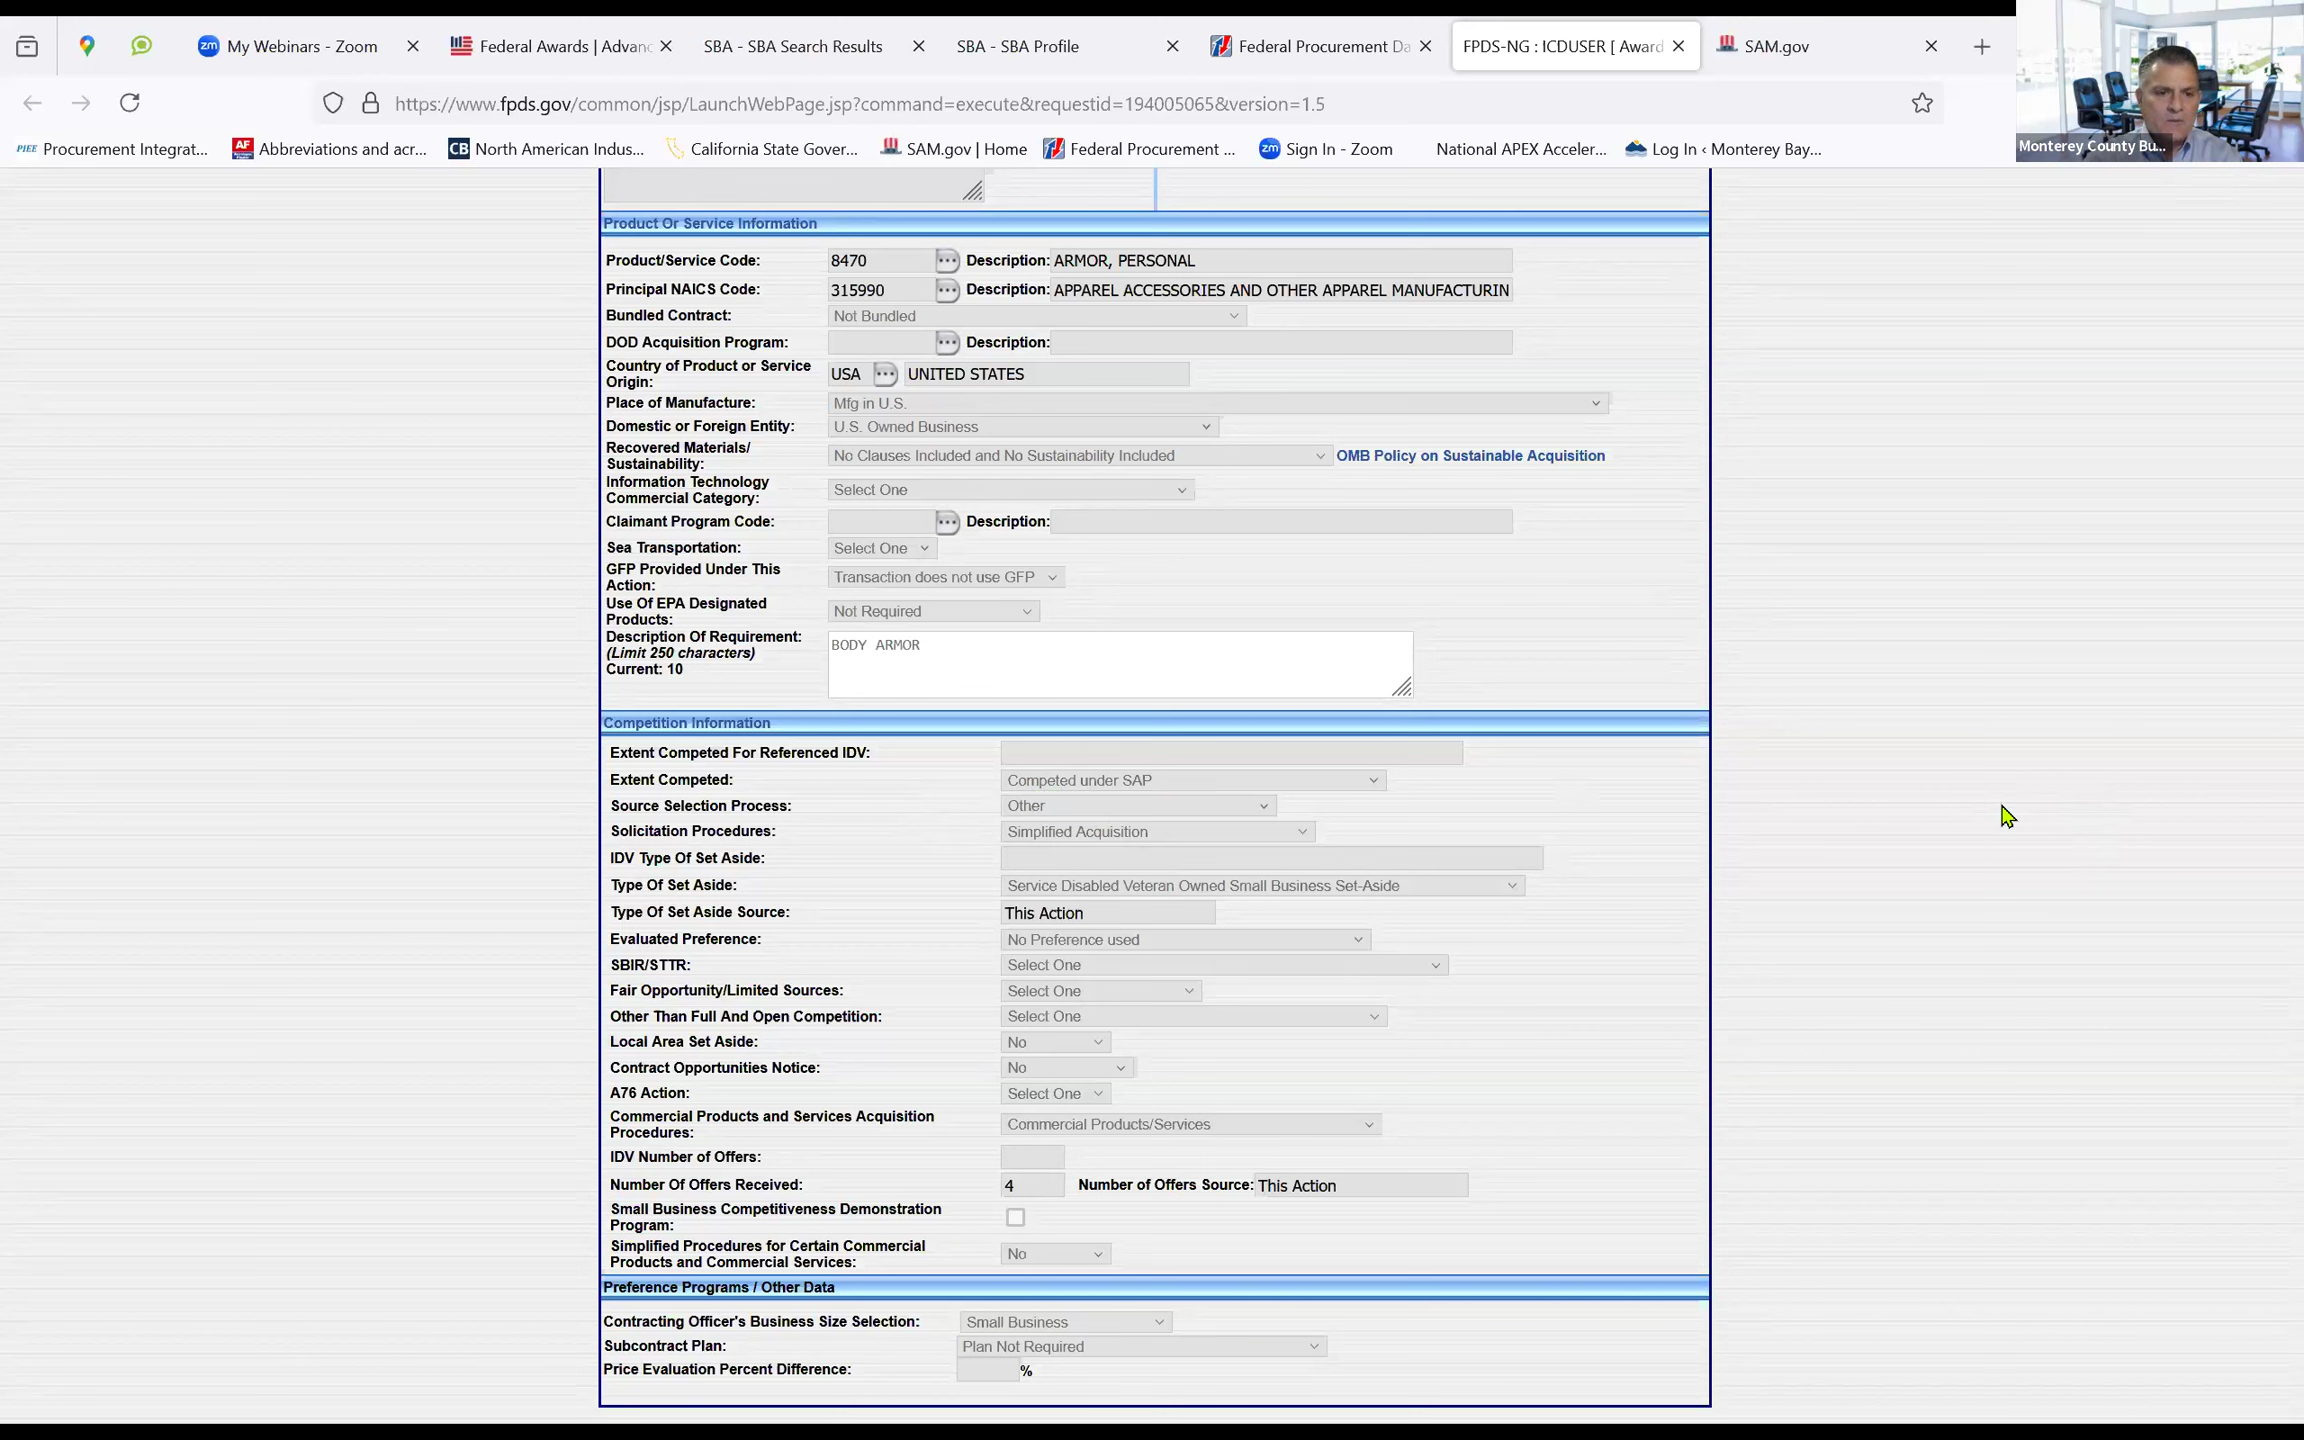 My Webinars - Zoom
Federal Awards | Advanc
SBA - SBA Search Results
SBA - SBA Profile
Federal Procurement Da
FPDS-NG : ICDUSER [ Award
SAM.gov
https://www.fpds.gov/common/jsp/LaunchWebPage.jsp?command=execute&requestid=194005065&version=1.5
Monterey County Bu...
PIEE Procurement Integrat...
AF Abbreviations and acr...
CB North American Indus...
California State Gover...
SAM.gov | Home
Federal Procurement ...
zm Sign In - Zoom
National APEX Acceler...
Log In ‹ Monterey Bay...
Product Or Service Information
Product/Service Code: 8470 Description: ARMOR, PERSONAL
Principal NAICS Code: 315990 Description: APPAREL ACCESSORIES AND OTHER APPAREL MANUFACTURIN
Bundled Contract: Not Bundled
DOD Acquisition Program: Description:
Country of Product or Service
Origin: USA UNITED STATES
Place of Manufacture: Mfg in U.S.
Domestic or Foreign Entity: U.S. Owned Business
Recovered Materials/
Sustainability: No Clauses Included and No Sustainability Included OMB Policy on Sustainable Acquisition
Information Technology
Commercial Category: Select One
Claimant Program Code: Description:
Sea Transportation: Select One
GFP Provided Under This
Action: Transaction does not use GFP
Use Of EPA Designated
Products: Not Required
Description Of Requirement: BODY ARMOR
(Limit 250 characters)
Current: 10
Competition Information
Extent Competed For Referenced IDV:
Extent Competed: Competed under SAP
Source Selection Process: Other
Solicitation Procedures: Simplified Acquisition
IDV Type Of Set Aside:
Type Of Set Aside: Service Disabled Veteran Owned Small Business Set-Aside
Type Of Set Aside Source: This Action
Evaluated Preference: No Preference used
SBIR/STTR: Select One
Fair Opportunity/Limited Sources: Select One
Other Than Full And Open Competition: Select One
Local Area Set Aside: No
Contract Opportunities Notice: No
A76 Action: Select One
Commercial Products and Services Acquisition
Procedures: Commercial Products/Services
IDV Number of Offers:
Number Of Offers Received: 4 Number of Offers Source: This Action
Small Business Competitiveness Demonstration
Program:
Simplified Procedures for Certain Commercial
Products and Commercial Services: No
Preference Programs / Other Data
Contracting Officer's Business Size Selection: Small Business
Subcontract Plan: Plan Not Required
Price Evaluation Percent Difference: %